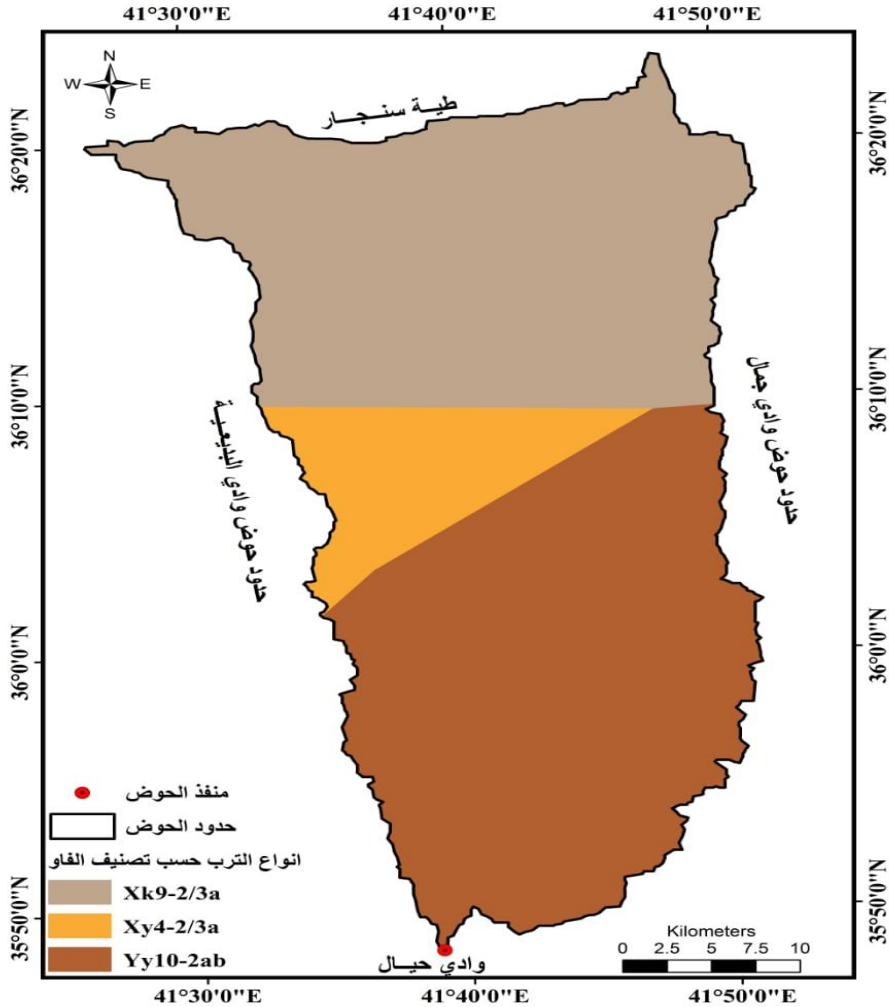 41°30'0"E 41°40'0"E 41°50'0"E
N
W E
S
طية سنجار
36°20'0"N
36°20'0"N
36°10'0"N
36°10'0"N
حدود حوض وادي البديعية
حدود حوض وادي جمال
36°0'0"N
36°0'0"N
منفذ الحوض
حدود الحوض
انواع الترب حسب تصنيف الفاو
Xk9-2/3a
Xy4-2/3a
Yy10-2ab
35°50'0"N
35°50'0"N
Kilometers
0 2.5 5 7.5 10
وادي حيال
41°30'0"E 41°40'0"E 41°50'0"E